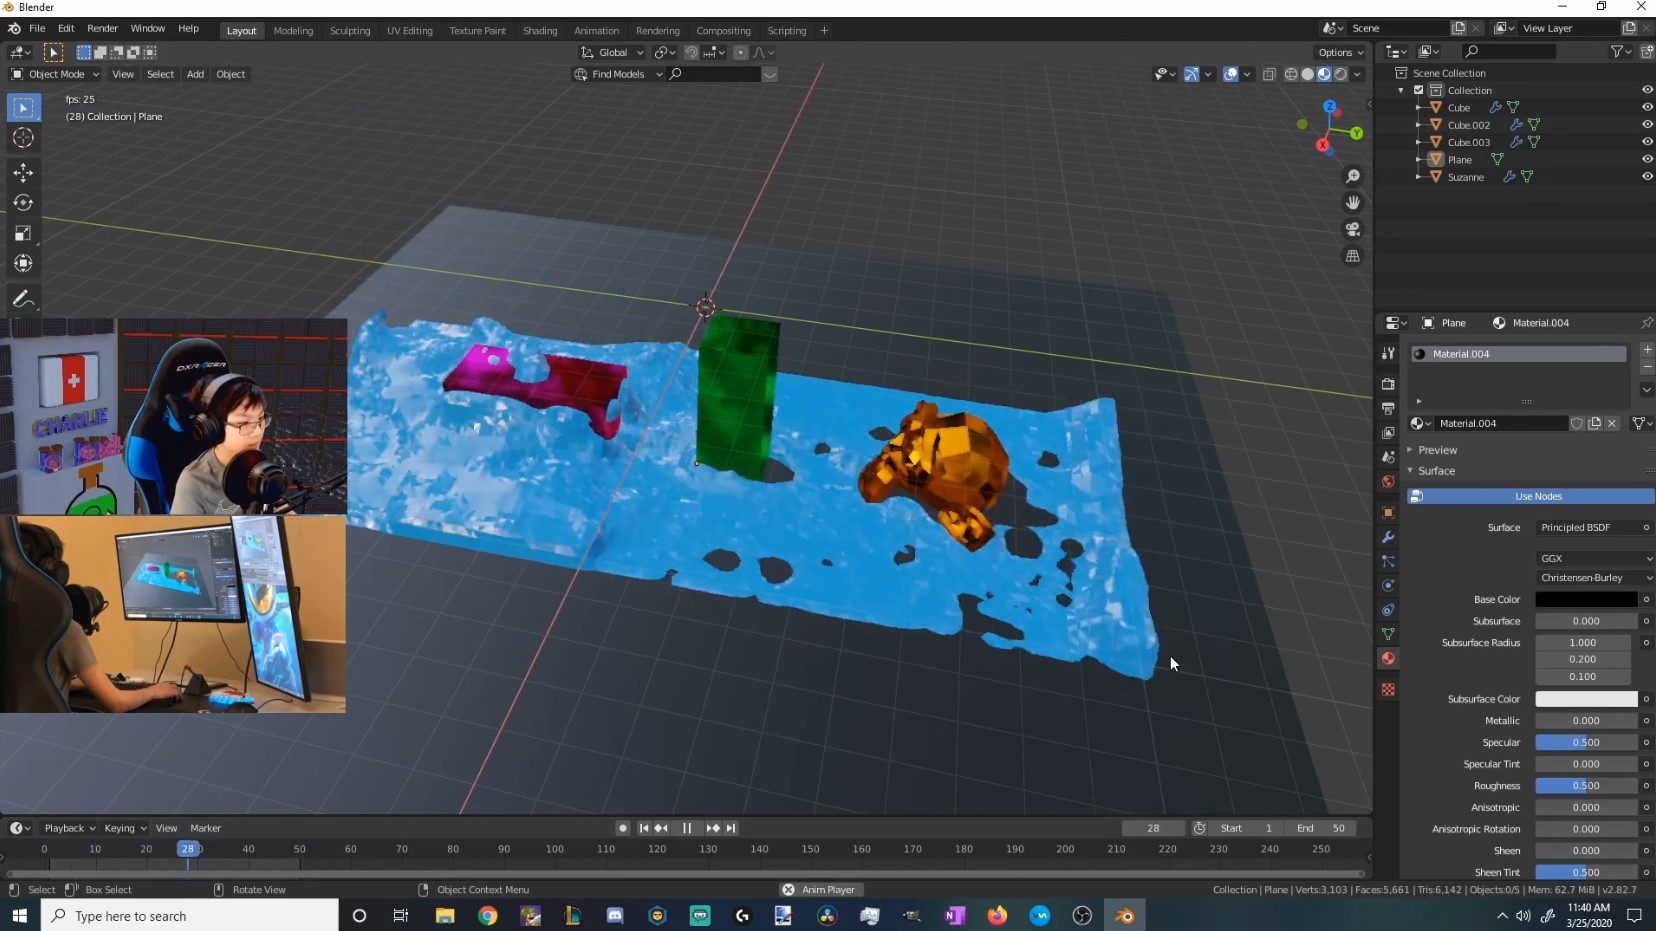 Blender
File Edit Render Window Help
Layout Modeling Sculpting UV Editing Texture Paint Shading Animation Rendering Compositing Scripting +
Scene View Layer
Global Options
Object Mode View Select Add Object Find Models
fps: 25
(28) Collection | Plane
Z
Y
X
Scene Collection
Collection
Cube
Cube.002
Cube.003
Plane
Suzanne
Plane Material.004
Material.004
Material.004
Preview
Surface
Use Nodes
Surface Principled BSDF
GGX
Christensen-Burley
Base Color
Subsurface 0.000
Subsurface Radius 1.000
0.200
0.100
Subsurface Color
Metallic 0.000
Specular 0.500
Specular Tint 0.000
Roughness 0.500
Anisotropic 0.000
Anisotropic Rotation 0.000
Sheen 0.000
Sheen Tint 0.500
DXRACER
CHARLIE
Playback Keying View Marker 28 Start 1 End 50
0 10 20 28 40 50 60 70 80 90 100 110 120 130 140 150 160 170 180 190 200 210 220 230 240 250
Select Box Select Rotate View Object Context Menu Anim Player Collection | Plane | Verts:3,103 | Faces:5,661 | Tris:6,142 | Objects:0/5 | Mem: 62.7 MiB | v2.82.7
Type here to search
11:40 AM
3/25/2020